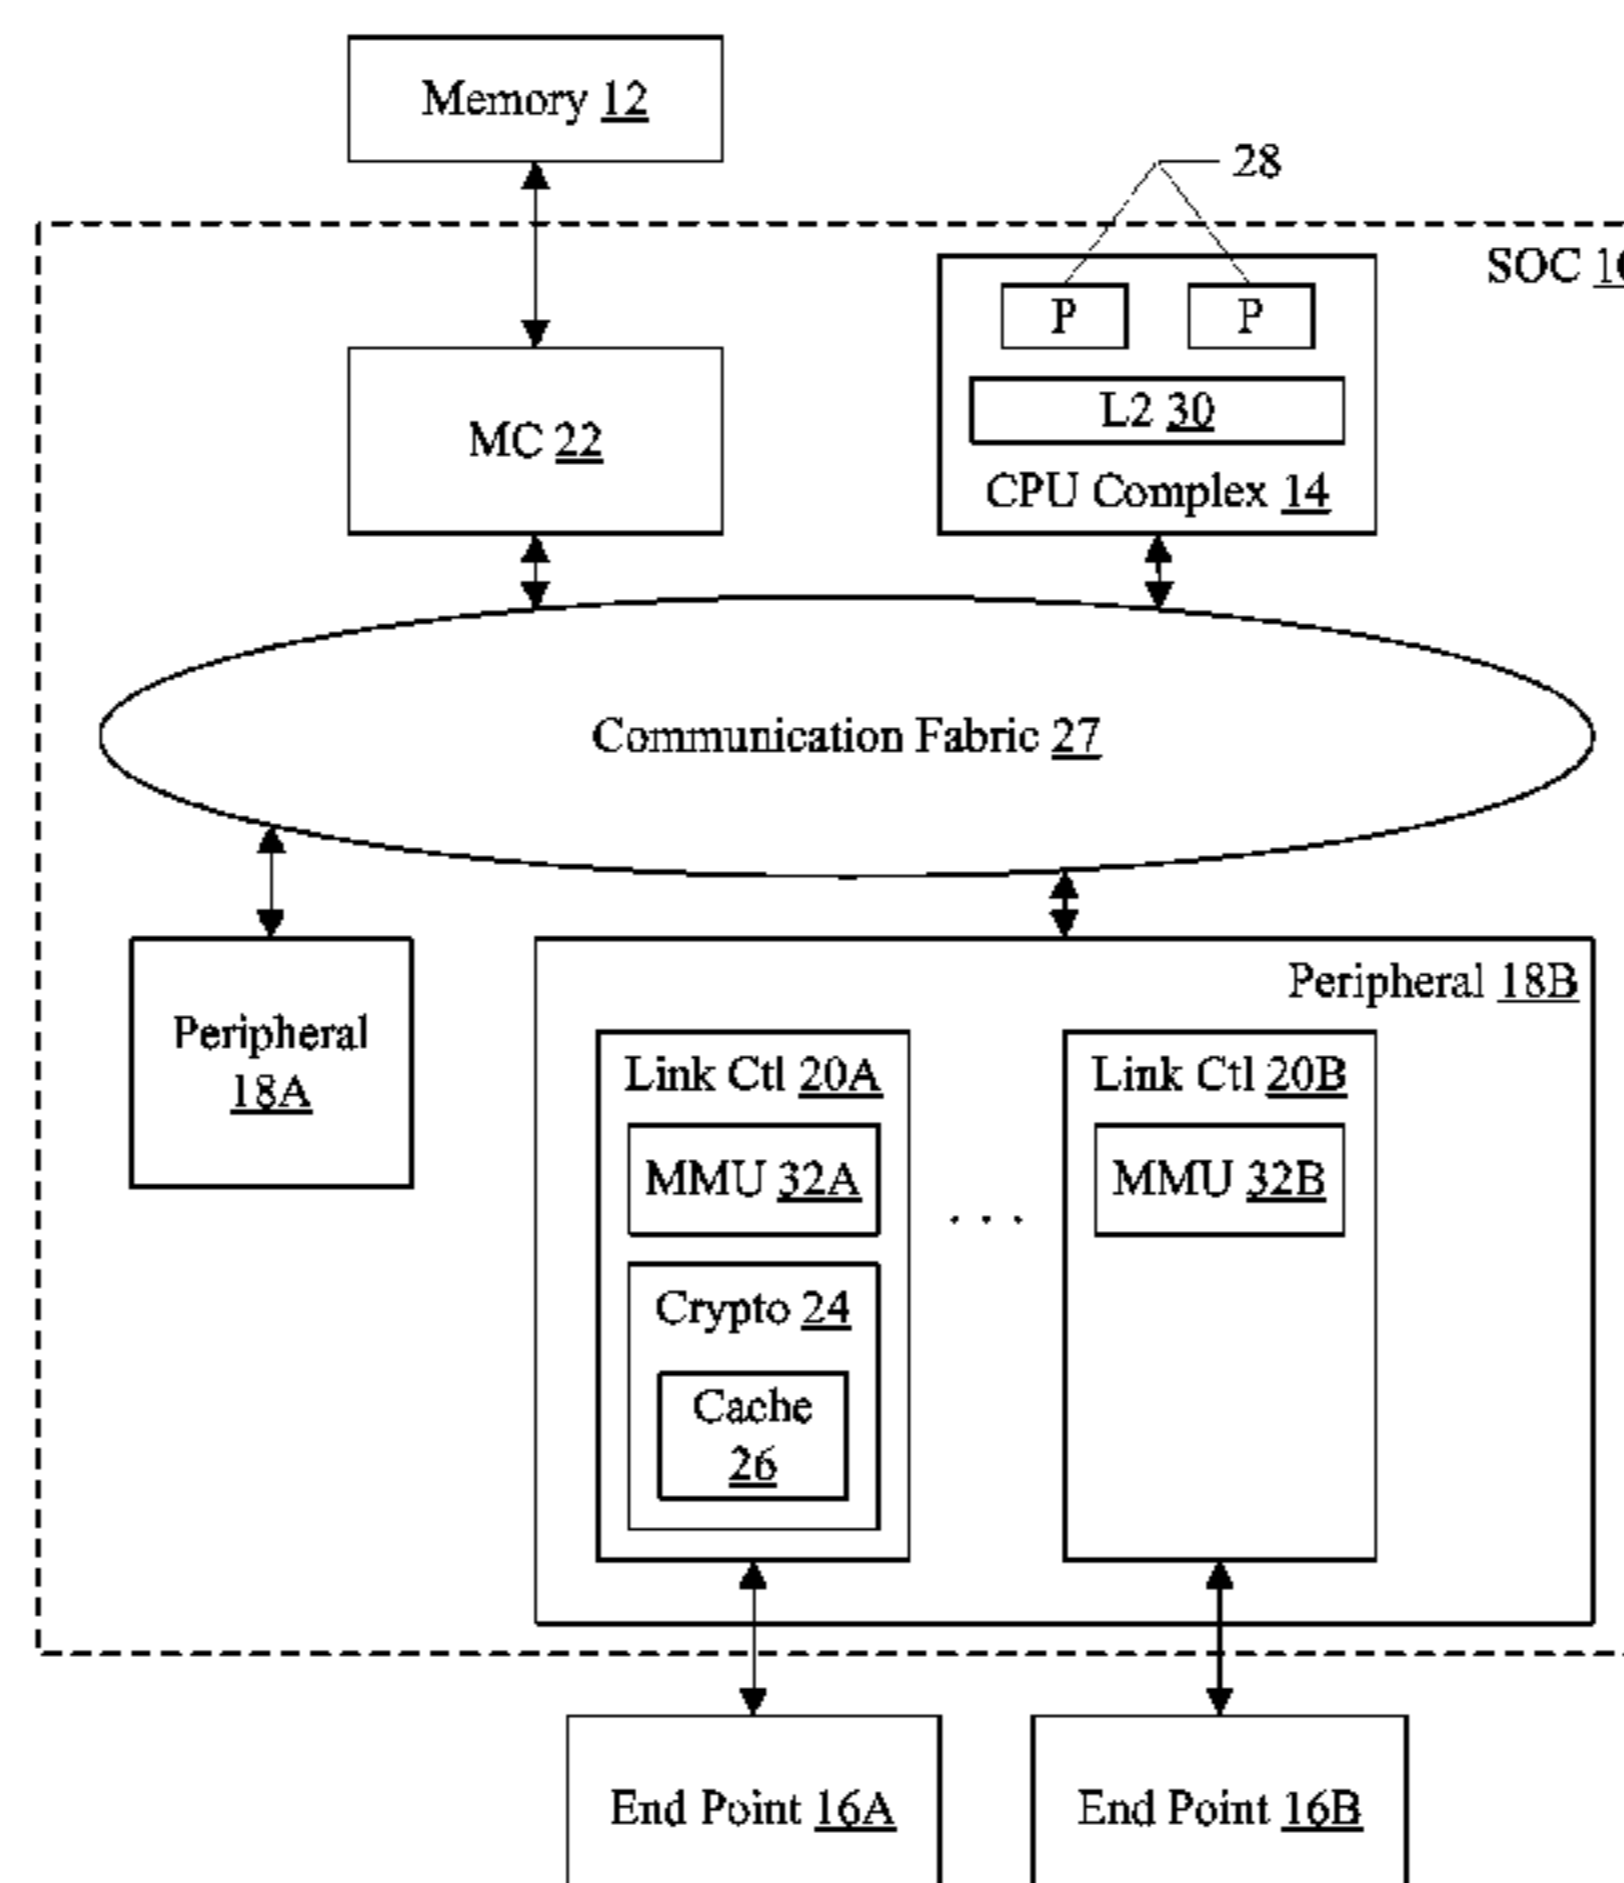 Memory 12
28
SOC 1
P
P
L2 30
MC 22
CPU Complex 14
Communication Fabric 27
Peripheral 18B
Peripheral
18A
Link Ctl 20A
Link Ctl 20B
MMU 32A
MMU 32B
. . .
Crypto 24
Cache
26
End Point 16A
End Point 16B